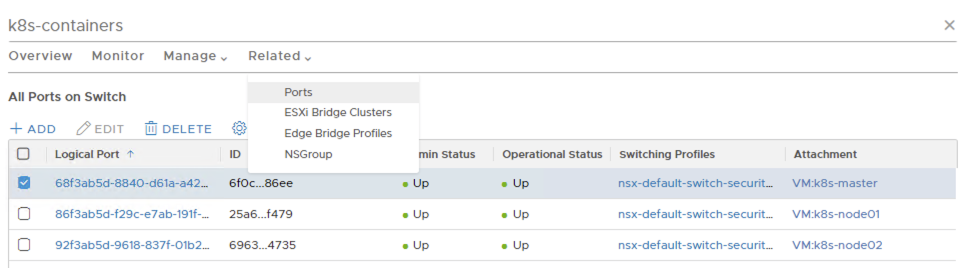 k8s-containers
Overview Monitor Manage Related
Ports
ESXi Bridge Clusters
Edge Bridge Profiles
NSGroup
All Ports on Switch
+ ADD EDIT DELETE
Logical Port ↑ ID min Status Operational Status Switching Profiles Attachment
68f3ab5d-8840-d61a-a42... 6f0c...86ee Up Up nsx-default-switch-securit... VM:k8s-master
86f3ab5d-f29c-e7ab-191f-... 25a6...f479 Up Up nsx-default-switch-securit... VM:k8s-node01
92f3ab5d-9618-837f-01b2... 6963...4735 Up Up nsx-default-switch-securit... VM:k8s-node02